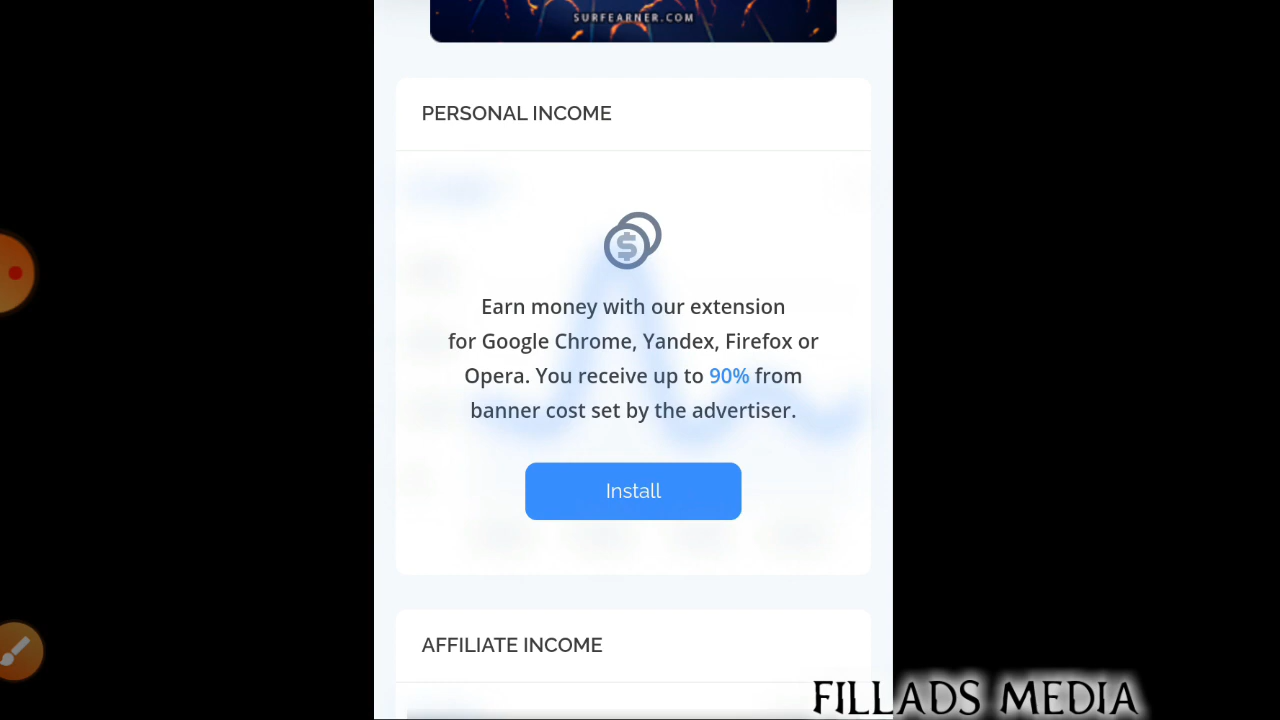 SURFEARNER.COM
PERSONAL INCOME
$
Earn money with our extension
for Google Chrome, Yandex, Firefox or
Opera. You receive up to 90% from
banner cost set by the advertiser.
Install
AFFILIATE INCOME
FILLADS MEDIA